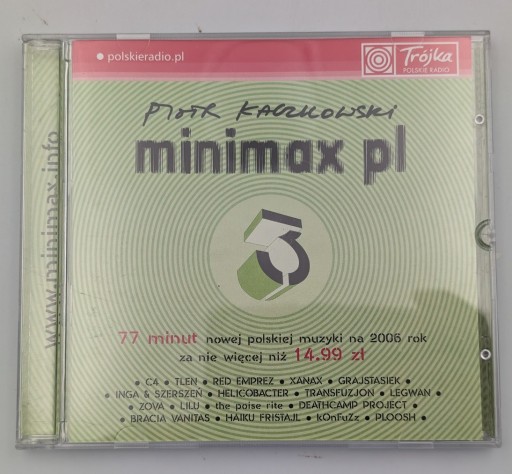 polskieradio.pl
Trójka
POLSKIE RADIO
PIOTR KACZKOWSKI
minimax pl
www.minimax.info
3
77 minut nowej polskiej muzyki na 2006 rok
za nie więcej niż 14.99 zł
• C4 • TLEN • RED EMPREZ • XANAX • GRAJSTASIEK •
• INGA & SZERSZEŃ • HELICOBACTER • TRANSFUZJON • LEGWAN •
• ZOVA • LILU • the poise rite • DEATHCAMP PROJECT •
• BRACIA VANITAS • HAIKU FRISTAJL • kOnFuZz • PLOOSH •